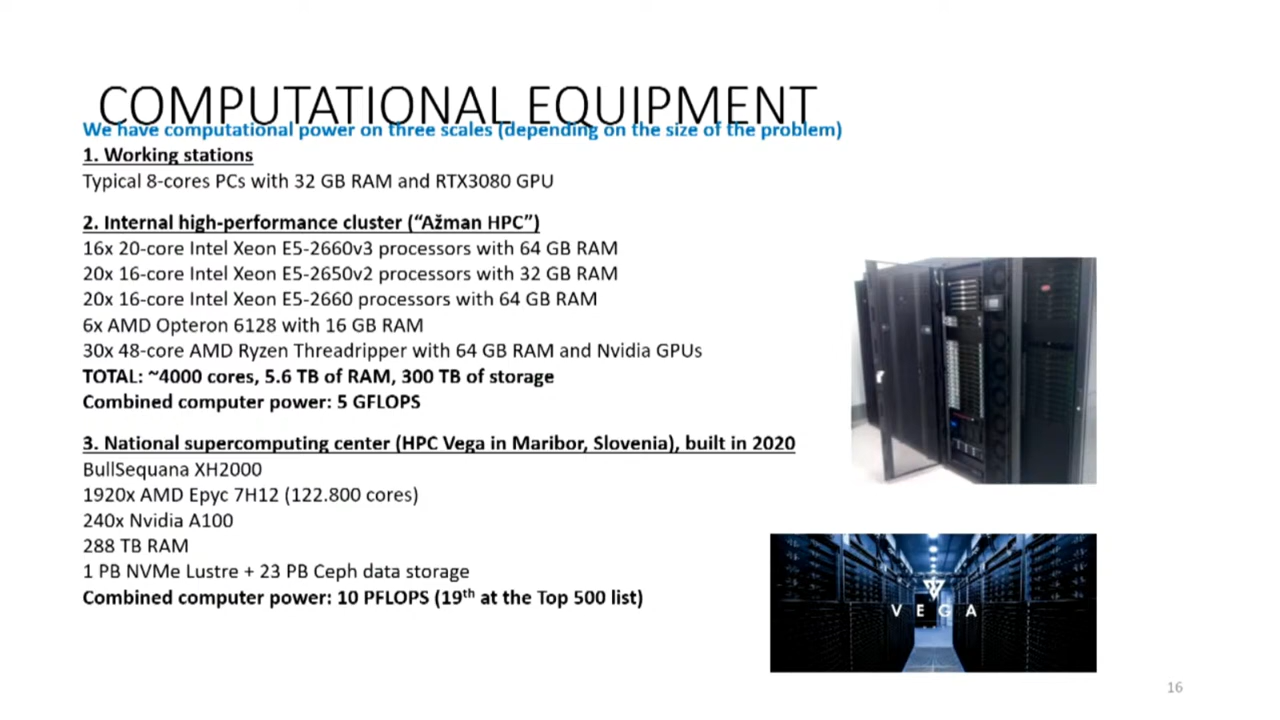 COMPUTATIONAL EQUIPMENT
We have computational power on three scales (depending on the size of the problem)
1. Working stations
Typical 8-cores PCs with 32 GB RAM and RTX3080 GPU
2. Internal high-performance cluster (“Ažman HPC”)
16x 20-core Intel Xeon E5-2660v3 processors with 64 GB RAM
20x 16-core Intel Xeon E5-2650v2 processors with 32 GB RAM
20x 16-core Intel Xeon E5-2660 processors with 64 GB RAM
6x AMD Opteron 6128 with 16 GB RAM
30x 48-core AMD Ryzen Threadripper with 64 GB RAM and Nvidia GPUs
TOTAL: ~4000 cores, 5.6 TB of RAM, 300 TB of storage
Combined computer power: 5 GFLOPS
3. National supercomputing center (HPC Vega in Maribor, Slovenia), built in 2020
BullSequana XH2000
1920x AMD Epyc 7H12 (122.800 cores)
240x Nvidia A100
288 TB RAM
1 PB NVMe Lustre + 23 PB Ceph data storage
Combined computer power: 10 PFLOPS (19th at the Top 500 list)
VEGA
16